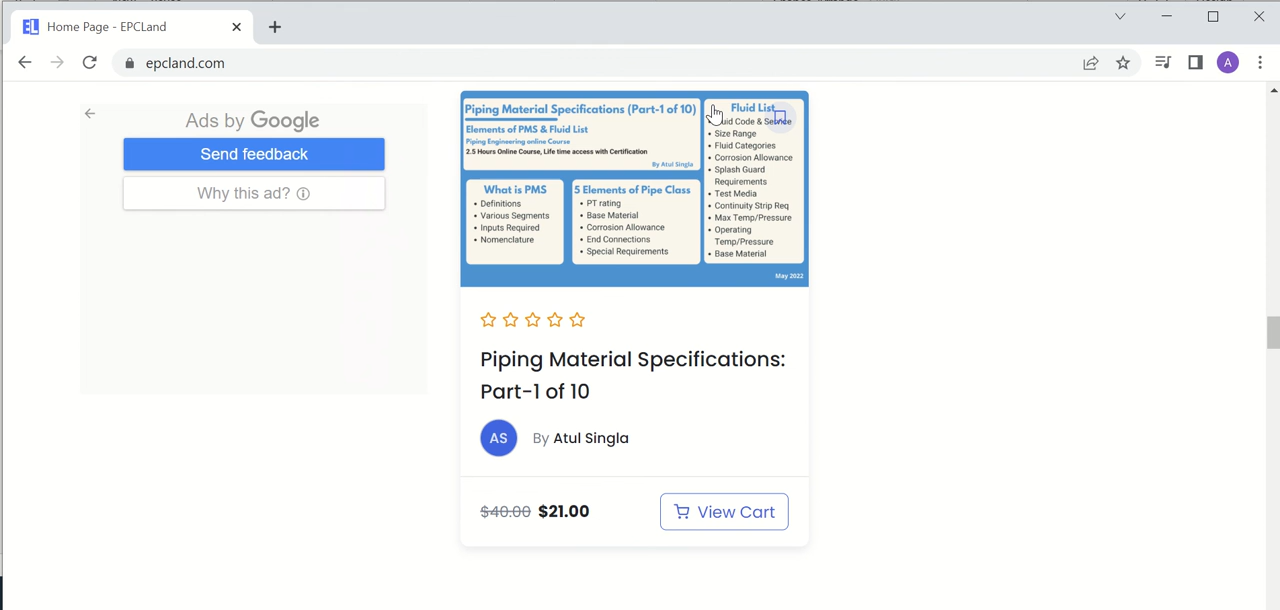 Home Page - EPCLand
epcland.com
A
Ads by Google
Send feedback
Why this ad?
Piping Material Specifications (Part-1 of 10)
Elements of PMS & Fluid List
Piping Engineering online Course
2.5 Hours Online Course, Life time access with Certification
By Atul Singla
What is PMS
• Definitions
• Various Segments
• Inputs Required
• Nomenclature
5 Elements of Pipe Class
• PT rating
• Base Material
• Corrosion Allowance
• End Connections
• Special Requirements
Fluid List
Fluid Code & Service
• Size Range
• Fluid Categories
• Corrosion Allowance
• Splash Guard
Requirements
• Test Media
• Continuity Strip Req
• Max Temp/Pressure
• Operating
Temp/Pressure
• Base Material
May 2022
Piping Material Specifications:
Part-1 of 10
AS By Atul Singla
$40.00 $21.00
View Cart